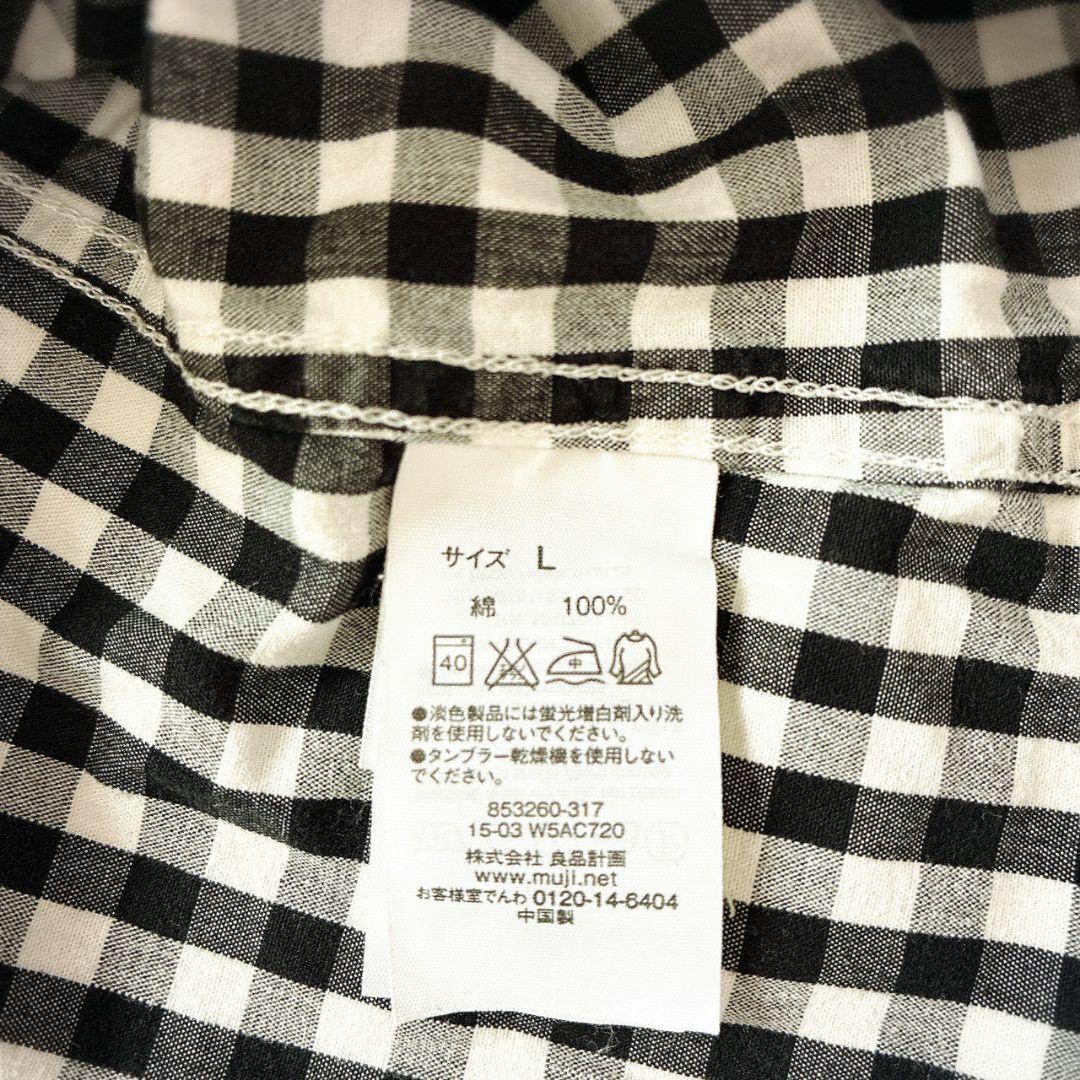 サイズ L
綿 100%
40 中
●淡色製品には蛍光増白剤入り洗
剤を使用しないでください。
●タンブラー乾燥機を使用しない
でください。
853260-317
15-03 W5AC720
株式会社 良品計画
www.muji.net
お客様室でんわ 0120-14-6404
中国製